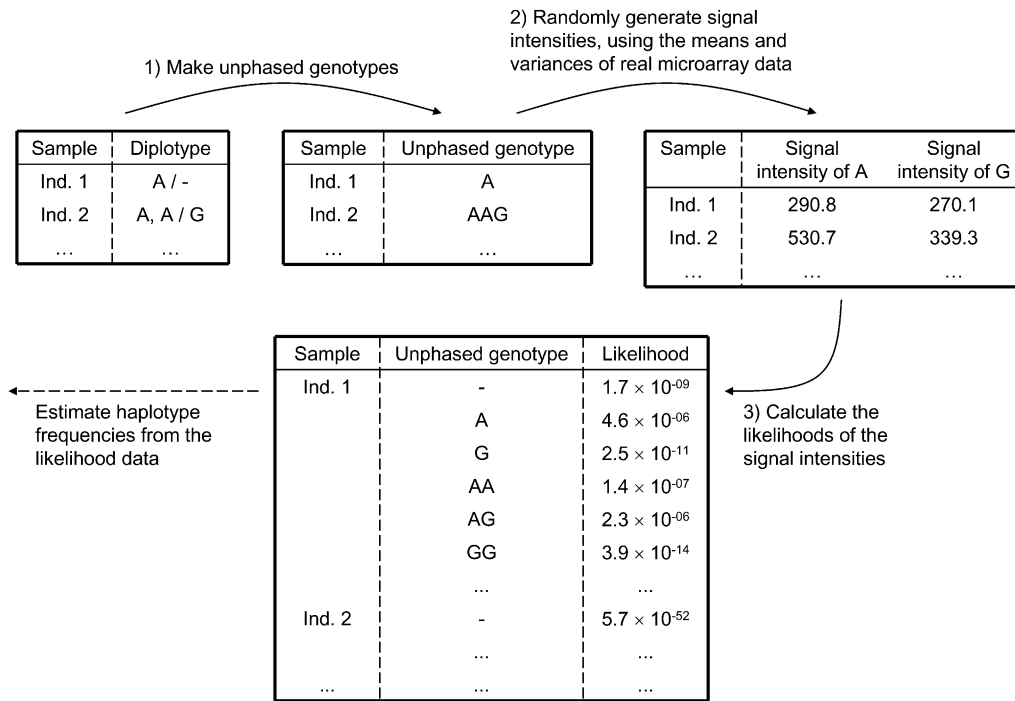 2) Randomly generate signal
intensities, using the means and
variances of real microarray data
1) Make unphased genotypes
Sample Diplotype
Ind. 1 A / -
Ind. 2 A, A / G
... ...
Sample Unphased genotype
Ind. 1 A
Ind. 2 AAG
... ...
Sample Signal intensity of A Signal intensity of G
Ind. 1 290.8 270.1
Ind. 2 530.7 339.3
... ... ...
Sample Unphased genotype Likelihood
Ind. 1 - 1.7 × 10⁻⁰⁹
A 4.6 × 10⁻⁰⁶
G 2.5 × 10⁻¹¹
AA 1.4 × 10⁻⁰⁷
AG 2.3 × 10⁻⁰⁶
GG 3.9 × 10⁻¹⁴
... ...
Ind. 2 - 5.7 × 10⁻⁵²
... ...
... ... ...
3) Calculate the
likelihoods of the
signal intensities
Estimate haplotype
frequencies from the
likelihood data